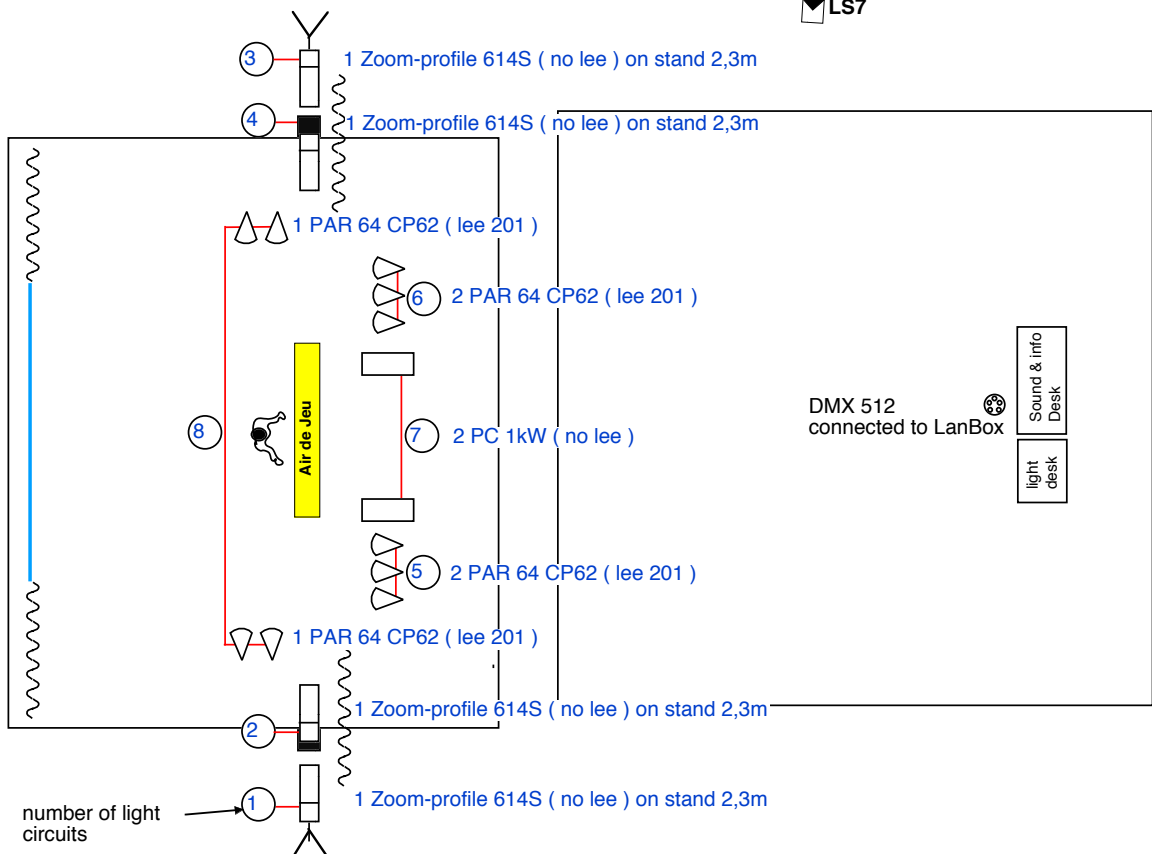 LS7
3
1 Zoom-profile 614S ( no lee ) on stand 2,3m
4
1 Zoom-profile 614S ( no lee ) on stand 2,3m
1 PAR 64 CP62 ( lee 201 )
6
2 PAR 64 CP62 ( lee 201 )
8
Air de Jeu
7
2 PC 1kW ( no lee )
DMX 512
connected to LanBox
Sound & info
Desk
light
desk
5
2 PAR 64 CP62 ( lee 201 )
1 PAR 64 CP62 ( lee 201 )
1 Zoom-profile 614S ( no lee ) on stand 2,3m
2
1
1 Zoom-profile 614S ( no lee ) on stand 2,3m
number of light
circuits